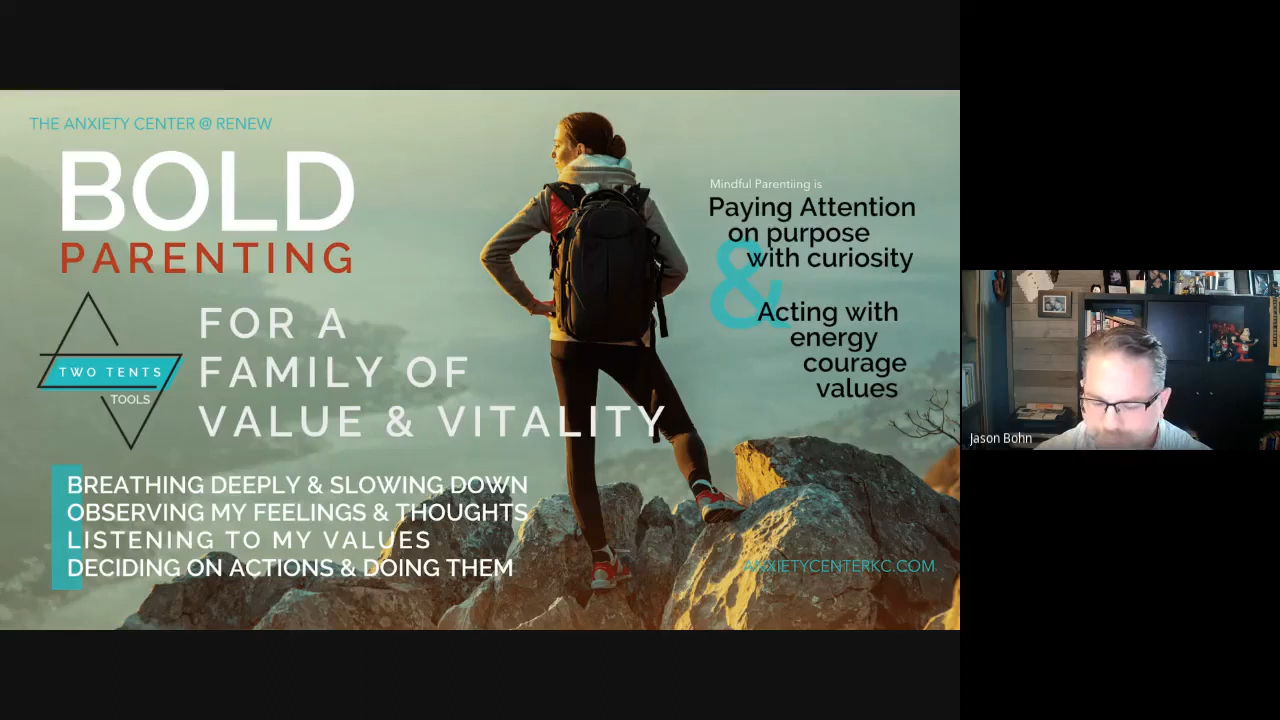 THE ANXIETY CENTER @ RENEW
BOLD
PARENTING
TWO TENTS
TOOLS
FOR A
FAMILY OF
VALUE & VITALITY
BREATHING DEEPLY & SLOWING DOWN
OBSERVING MY FEELINGS & THOUGHTS
LISTENING TO MY VALUES
DECIDING ON ACTIONS & DOING THEM
Mindful Parentiing is
Paying Attention
on purpose
with curiosity
&
Acting with
energy
courage
values
ANXIETYCENTERKC.COM
Jason Bohn